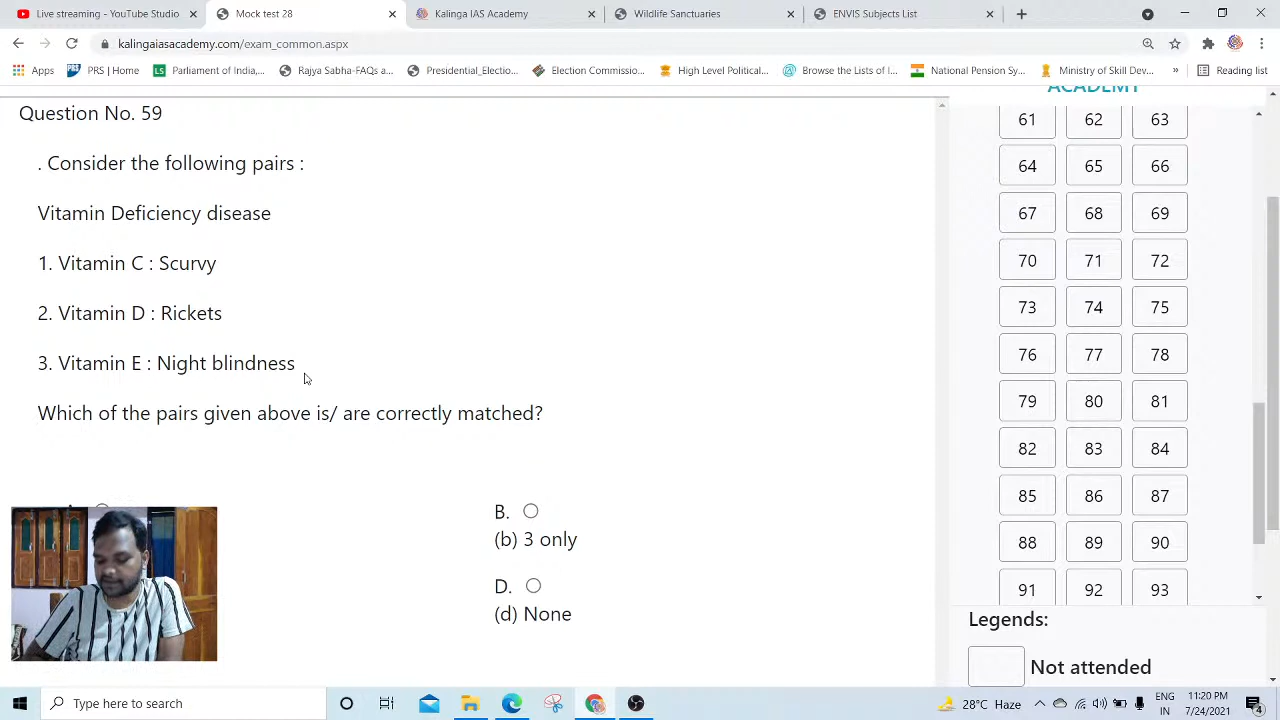 Live streaming - YouTube Studio
Mock test 28
Kalinga IAS Academy
Wildlife Sanctuaries
ENVIS Subjects List
kalingaiasacademy.com/exam_common.aspx
Apps
PRS | Home
Parliament of India,...
Rajya Sabha-FAQs a...
Presidential_Electio...
Election Commissio...
High Level Political...
Browse the Lists of I...
National Pension Sy...
Ministry of Skill Dev...
»
Reading list
ACADEMY
Question No. 59
. Consider the following pairs :
Vitamin Deficiency disease
1. Vitamin C : Scurvy
2. Vitamin D : Rickets
3. Vitamin E : Night blindness
Which of the pairs given above is/ are correctly matched?
B.
(b) 3 only
D.
(d) None
61 62 63
64 65 66
67 68 69
70 71 72
73 74 75
76 77 78
79 80 81
82 83 84
85 86 87
88 89 90
91 92 93
Legends:
Not attended
Type here to search
28°C Haze
ENG
IN
11:20 PM
7/24/2021
4